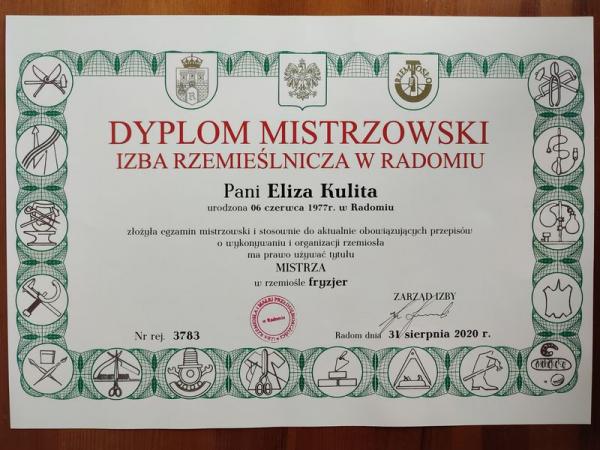 RZEMIOSŁO
DYPLOM MISTRZOWSKI
IZBA RZEMIEŚLNICZA W RADOMIU
Pani Eliza Kulita
urodzona 06 czerwca 1977r. w Radomiu
złożyła egzamin mistrzowski i stosownie do aktualnie obowiązujących przepisów
o wykonywaniu i organizacji rzemiosła
ma prawo używać tytułu
MISTRZA
w rzemiośle fryzjer
ZARZĄD IZBY
w Radomiu
Nr rej. 3783
Radom dnia 31 sierpnia 2020 r.